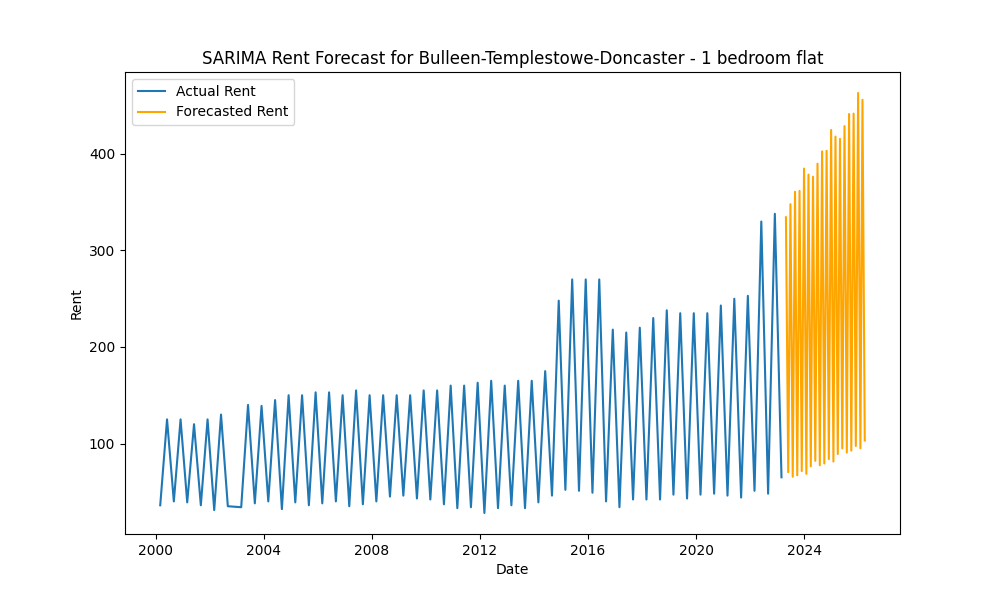 SARIMA Rent Forecast for Bulleen-Templestowe-Doncaster - 1 bedroom flat
Actual Rent
Forecasted Rent
400
300
200
100
Rent
2000 2004 2008 2012 2016 2020 2024
Date